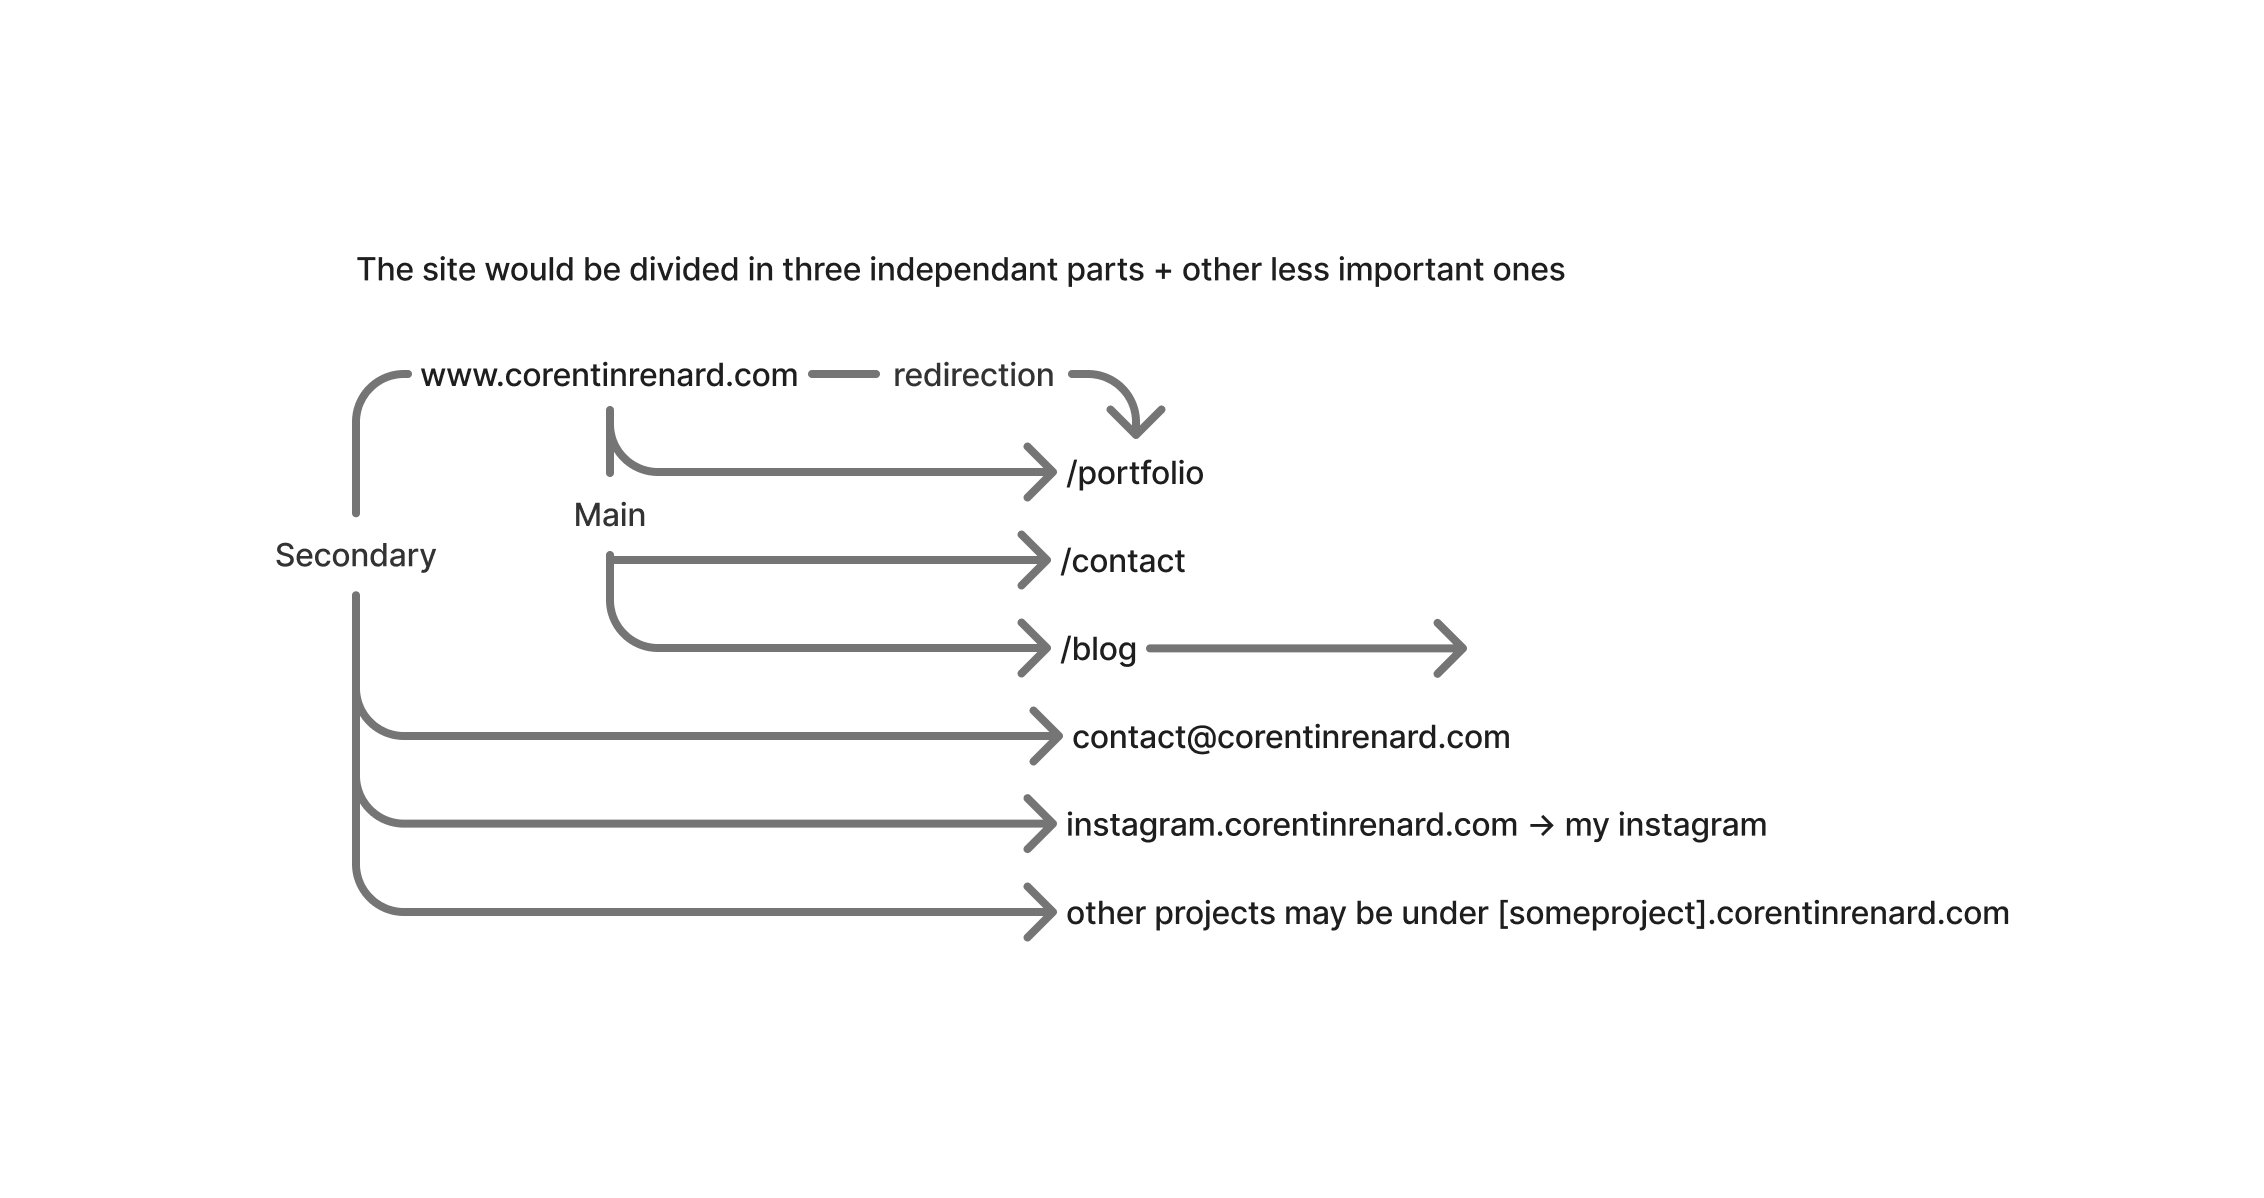 The site would be divided in three independant parts + other less important ones
www.corentinrenard.com redirection
/portfolio
Main
Secondary
/contact
/blog
contact@corentinrenard.com
instagram.corentinrenard.com → my instagram
other projects may be under [someproject].corentinrenard.com